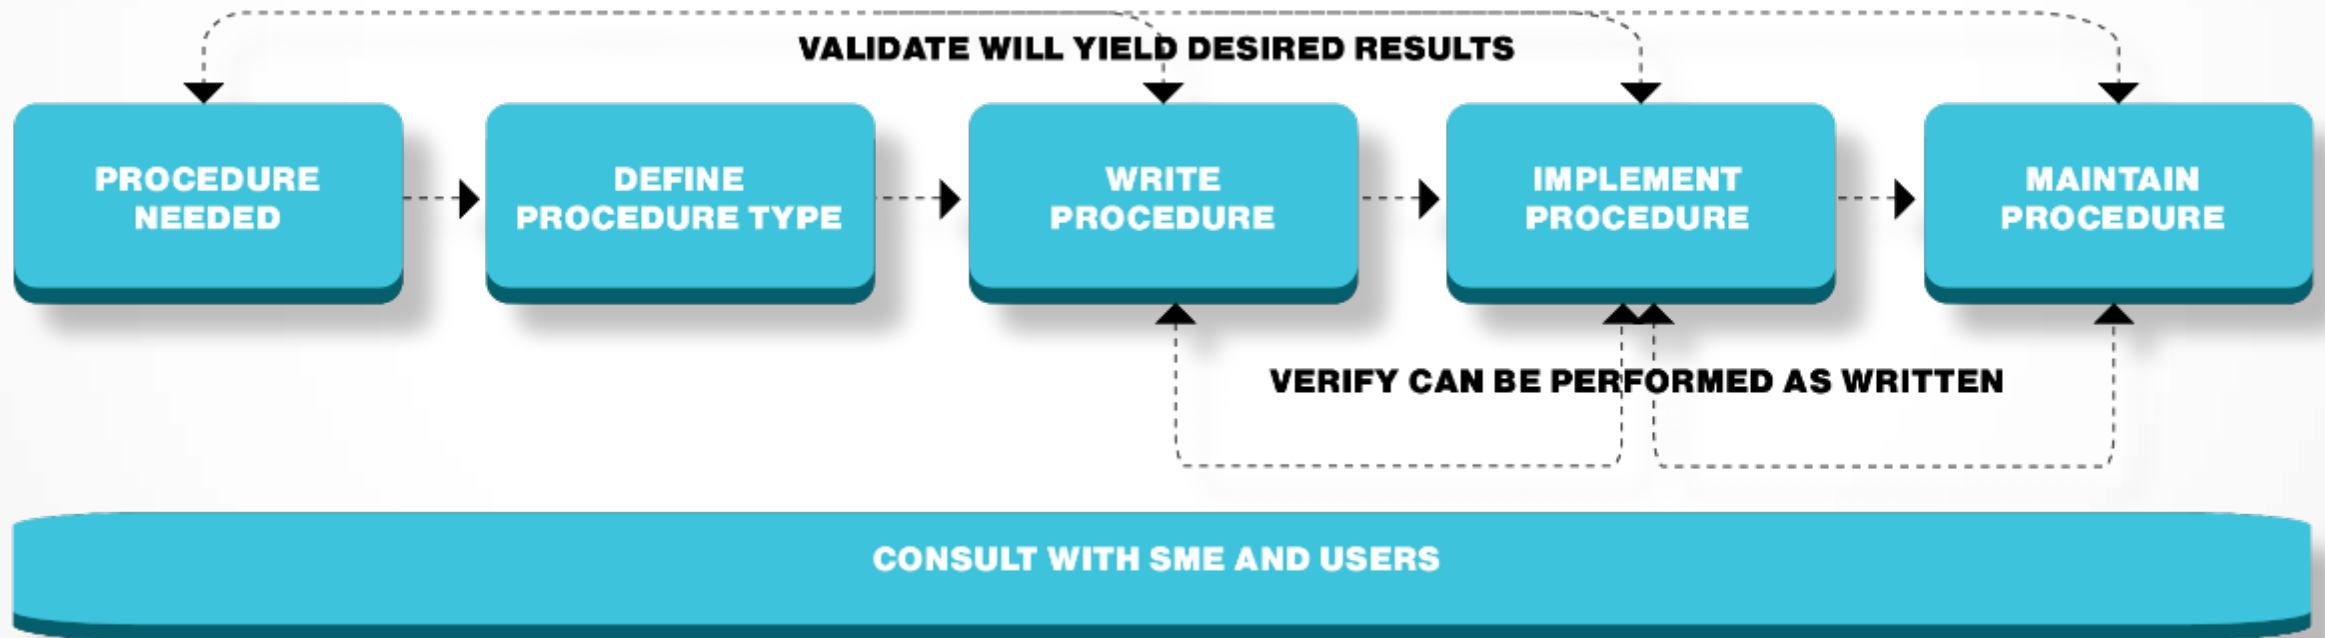 VALIDATE WILL YIELD DESIRED RESULTS
PROCEDURE
NEEDED
DEFINE
PROCEDURE TYPE
WRITE
PROCEDURE
IMPLEMENT
PROCEDURE
MAINTAIN
PROCEDURE
VERIFY CAN BE PERFORMED AS WRITTEN
CONSULT WITH SME AND USERS